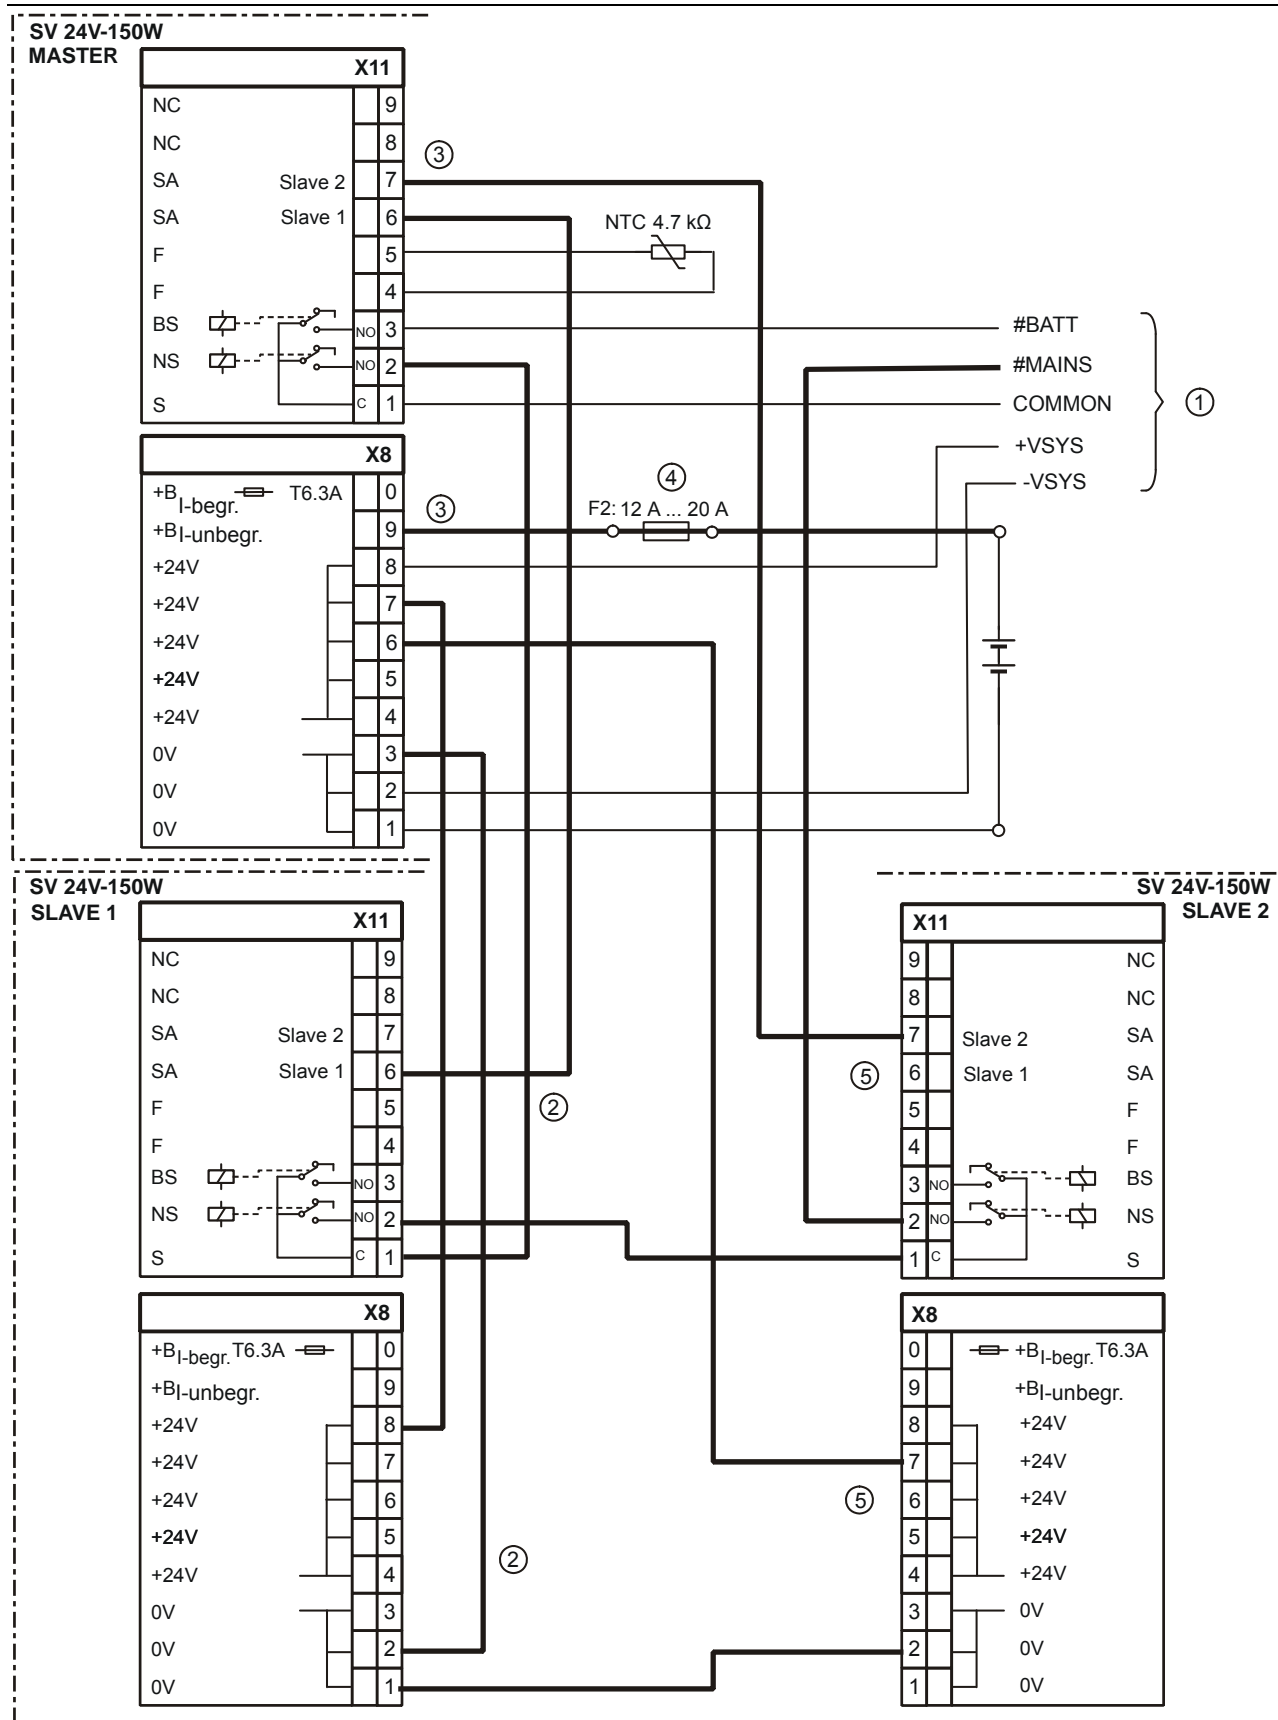 SV 24V-150W
MASTER
X11
NC 9
NC 8
③
SA Slave 2 7
SA Slave 1 6
NTC 4.7 kΩ
F 5
F 4
BS NO 3
#BATT
NS NO 2
#MAINS
S C 1
COMMON
①
+VSYS
-VSYS
X8
+B I-begr. T6.3A 0
③
④
F2: 12 A ... 20 A
+B I-unbegr. 9
+24V 8
+24V 7
+24V 6
+24V 5
+24V 4
0V 3
0V 2
0V 1
SV 24V-150W
SLAVE 1
X11
NC 9
NC 8
SA Slave 2 7
SA Slave 1 6
F 5
②
F 4
BS NO 3
NS NO 2
S C 1
X8
+B I-begr. T6.3A 0
+B I-unbegr. 9
+24V 8
+24V 7
+24V 6
+24V 5
②
+24V 4
0V 3
0V 2
0V 1
SV 24V-150W
SLAVE 2
X11
9 NC
8 NC
7 Slave 2 SA
⑤
6 Slave 1 SA
5 F
4 F
3 NO BS
2 NO NS
1 C S
X8
0 +B I-begr. T6.3A
9 +B I-unbegr.
8 +24V
7 +24V
⑤
6 +24V
5 +24V
4 +24V
3 0V
2 0V
1 0V